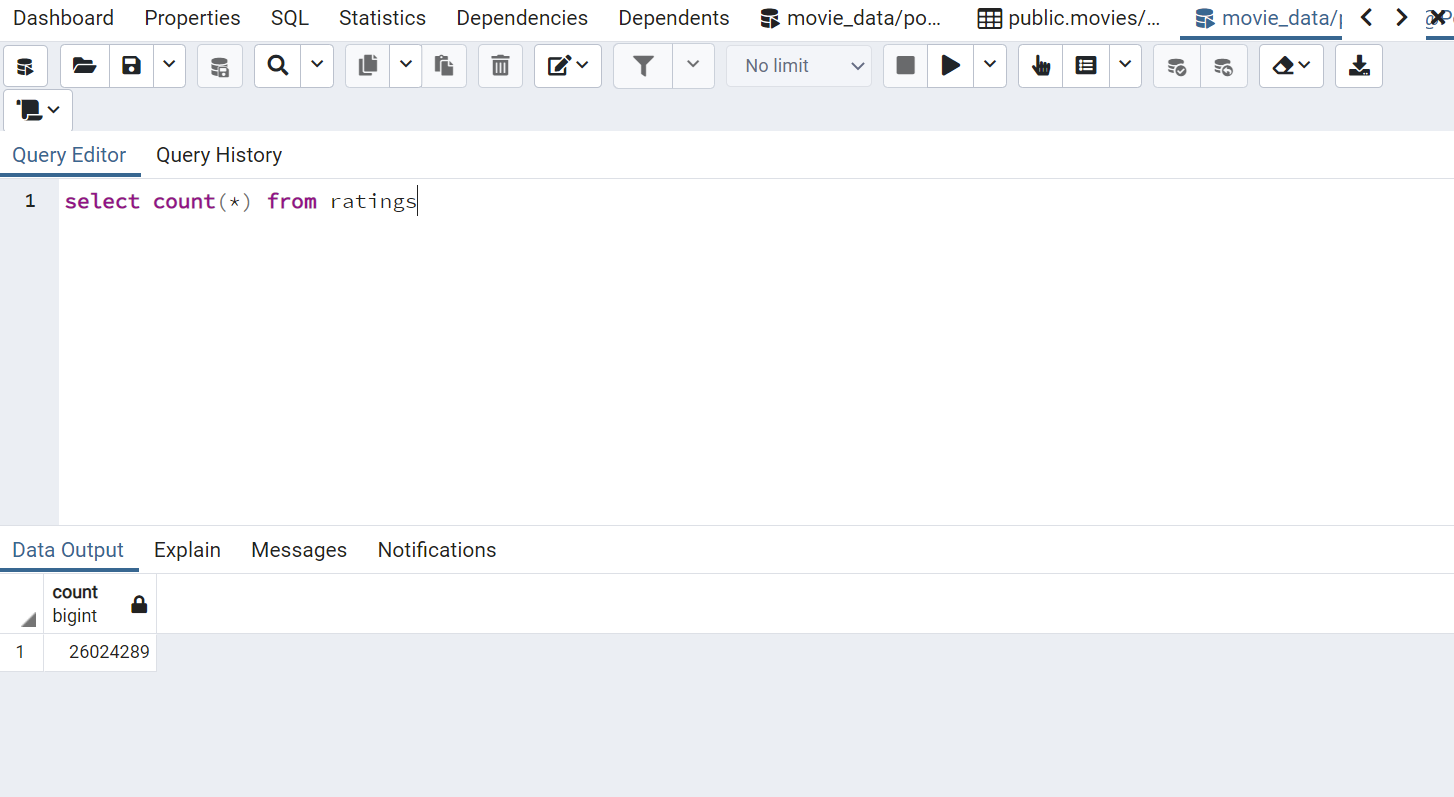 Dashboard Properties SQL Statistics Dependencies Dependents movie_data/po... public.movies/... movie_data/
No limit
Query Editor Query History
1 select count(*) from ratings
Data Output Explain Messages Notifications
count
bigint
1 26024289